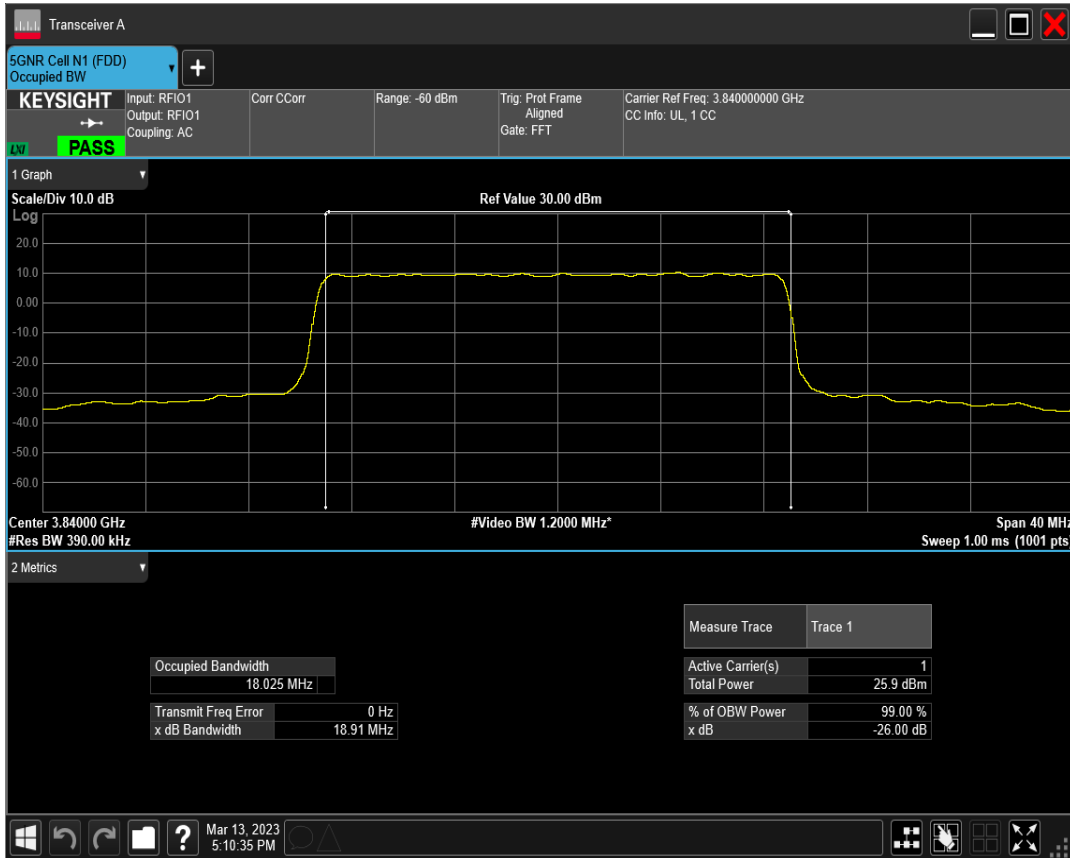 Transceiver A
5GNR Cell N1 (FDD)
Occupied BW
+
KEYSIGHT
LXI
PASS
Input: RFIO1
Output: RFIO1
Coupling: AC
Corr CCorr
Range: -60 dBm
Trig: Prot Frame
Aligned
Gate: FFT
Carrier Ref Freq: 3.840000000 GHz
CC Info: UL, 1 CC
1 Graph
Scale/Div 10.0 dB
Ref Value 30.00 dBm
Log
20.0
10.0
0.00
-10.0
-20.0
-30.0
-40.0
-50.0
-60.0
Center 3.84000 GHz
#Video BW 1.2000 MHz*
Span 40 MHz
#Res BW 390.00 kHz
Sweep 1.00 ms (1001 pts)
2 Metrics
Measure Trace Trace 1
Occupied Bandwidth
18.025 MHz
Active Carrier(s) 1
Total Power 25.9 dBm
Transmit Freq Error 0 Hz
x dB Bandwidth 18.91 MHz
% of OBW Power 99.00 %
x dB -26.00 dB
?
Mar 13, 2023
5:10:35 PM